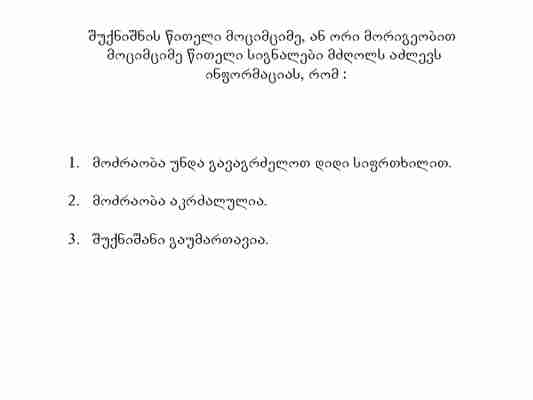 შუქნიშნის წითელი მოციმციმე, ან ორი მორიგეობით
მოციმციმე წითელი სიგნალები მძღოლს აძლევს
ინფორმაციას, რომ :
1. მოძრაობა უნდა გავაგრძელოთ დიდი სიფრთხილით.
2. მოძრაობა აკრძალულია.
3. შუქნიშანი გაუმართავია.